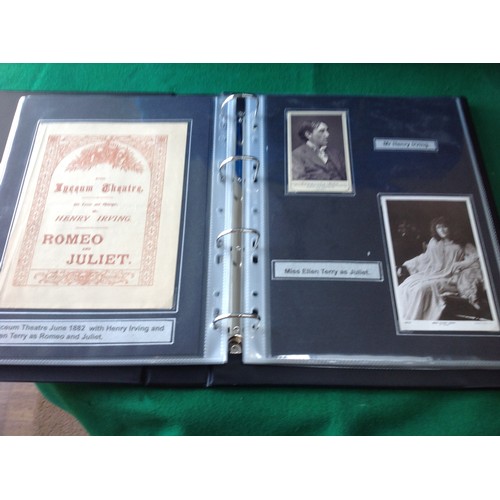 Lyceum Theatre,
HENRY IRVING
ROMEO
AND
JULIET.
ceum Theatre June 1882 with Henry Irving and
en Terry as Romeo and Juliet.
Mr Henry Irving.
Miss Ellen Terry as Juliet.